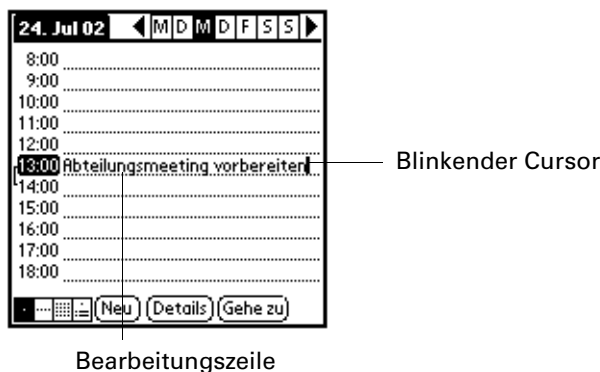 24. Jul 02 M D M D F S S
8:00
9:00
10:00
11:00
12:00
13:00 Abteilungsmeeting vorbereiten
Blinkender Cursor
14:00
15:00
16:00
17:00
18:00
Neu Details Gehe zu
Bearbeitungszeile